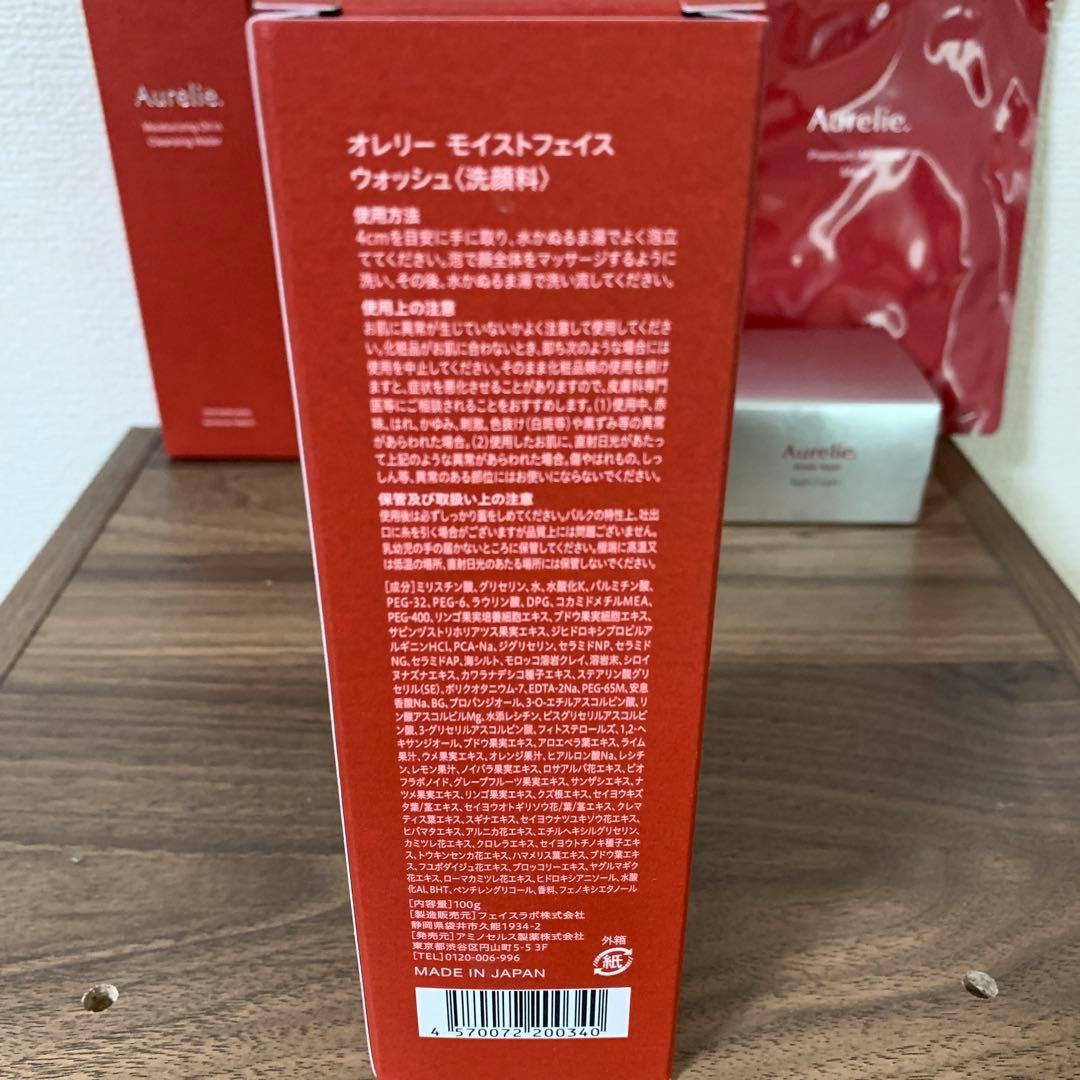 Aurelie.
Moisturizing Oil in
Cleansing Water
Aurelie.
Premium
Aurelie.
Night Cream
オレリー モイストフェイス
ウォッシュ〈洗顔料〉
使用方法
4cmを目安に手に取り、水かぬるま湯でよく泡立
ててください。泡で顔全体をマッサージするように
洗い、その後、水かぬるま湯で洗い流してください。
使用上の注意
お肌に異常が生じていないかよく注意して使用してくださ
い。化粧品がお肌に合わないとき、即ち次のような場合には
使用を中止してください。そのまま化粧品類の使用を続け
ますと、症状を悪化させることがありますので、皮膚科専門
医等にご相談されることをおすすめします。(1)使用中、赤
味、はれ、かゆみ、刺激、色抜け(白斑等)や黒ずみ等の異常
があらわれた場合。(2)使用したお肌に、直射日光があたっ
て上記のような異常があらわれた場合。傷やはれもの、しっ
しん等、異常のある部位にはお使いにならないでください。
保管及び取扱い上の注意
使用後は必ずしっかり蓋をしめてください。バルクの特性上、吐出
口に糸を引く場合がございますが品質上には問題ございません。
乳幼児の手の届かないところに保管してください。極端に高温又
は低温の場所、直射日光のあたる場所には保管しないでください。
[成分]ミリスチン酸、グリセリン、水、水酸化K、パルミチン酸、
PEG-32、PEG-6、ラウリン酸、DPG、コカミドメチルMEA、
PEG-400、リンゴ果実培養細胞エキス、ブドウ果実細胞エキス、
サピンヅストリホリアツス果実エキス、ジヒドロキシプロピルア
ルギニンHCl、PCA-Na、ジグリセリン、セラミドNP、セラミド
NG、セラミドAP、海シルト、モロッコ溶岩クレイ、溶岩末、シロイ
ヌナズナエキス、カワラナデシコ種子エキス、ステアリン酸グリ
セリル(SE)、ポリクオタニウム-7、EDTA-2Na、PEG-65M、安息
香酸Na、BG、プロパンジオール、3-O-エチルアスコルビン酸、リ
ン酸アスコルビルMg、水添レシチン、ビスグリセリルアスコルビ
ン酸、3-グリセリルアスコルビン酸、フィトステロールズ、1,2-ヘ
キサンジオール、ブドウ果実エキス、アロエベラ葉エキス、ライム
果汁、ウメ果実エキス、オレンジ果汁、ヒアルロン酸Na、レシチ
ン、レモン果汁、ノイバラ果実エキス、ロサアルバ花エキス、ビオ
フラボノイド、グレープフルーツ果実エキス、サンザシエキス、ナ
ツメ果実エキス、リンゴ果実エキス、クズ根エキス、セイヨウキズ
タ葉/茎エキス、セイヨウオトギリソウ花/葉/茎エキス、クレマ
ティス葉エキス、スギナエキス、セイヨウナツユキソウ花エキス、
ヒバマタエキス、アルニカ花エキス、エチルヘキシルグリセリン、
カミツレ花エキス、クロレラエキス、セイヨウトチノキ種子エキ
ス、トウキンセンカ花エキス、ハマメリス葉エキス、ブドウ葉エキ
ス、フユボダイジュ花エキス、ブロッコリーエキス、ヤグルマギク
花エキス、ローマカミツレ花エキス、ヒドロキシアニソール、水酸
化Al、BHT、ペンチレングリコール、香料、フェノキシエタノール
[内容量]100g
[製造販売元]フェイスラボ株式会社
静岡県袋井市久能1934-2
[発売元]アミノセルス製薬株式会社
東京都渋谷区円山町5-5 3F
[TEL]0120-006-996
MADE IN JAPAN
外箱
紙
4 570072 200340